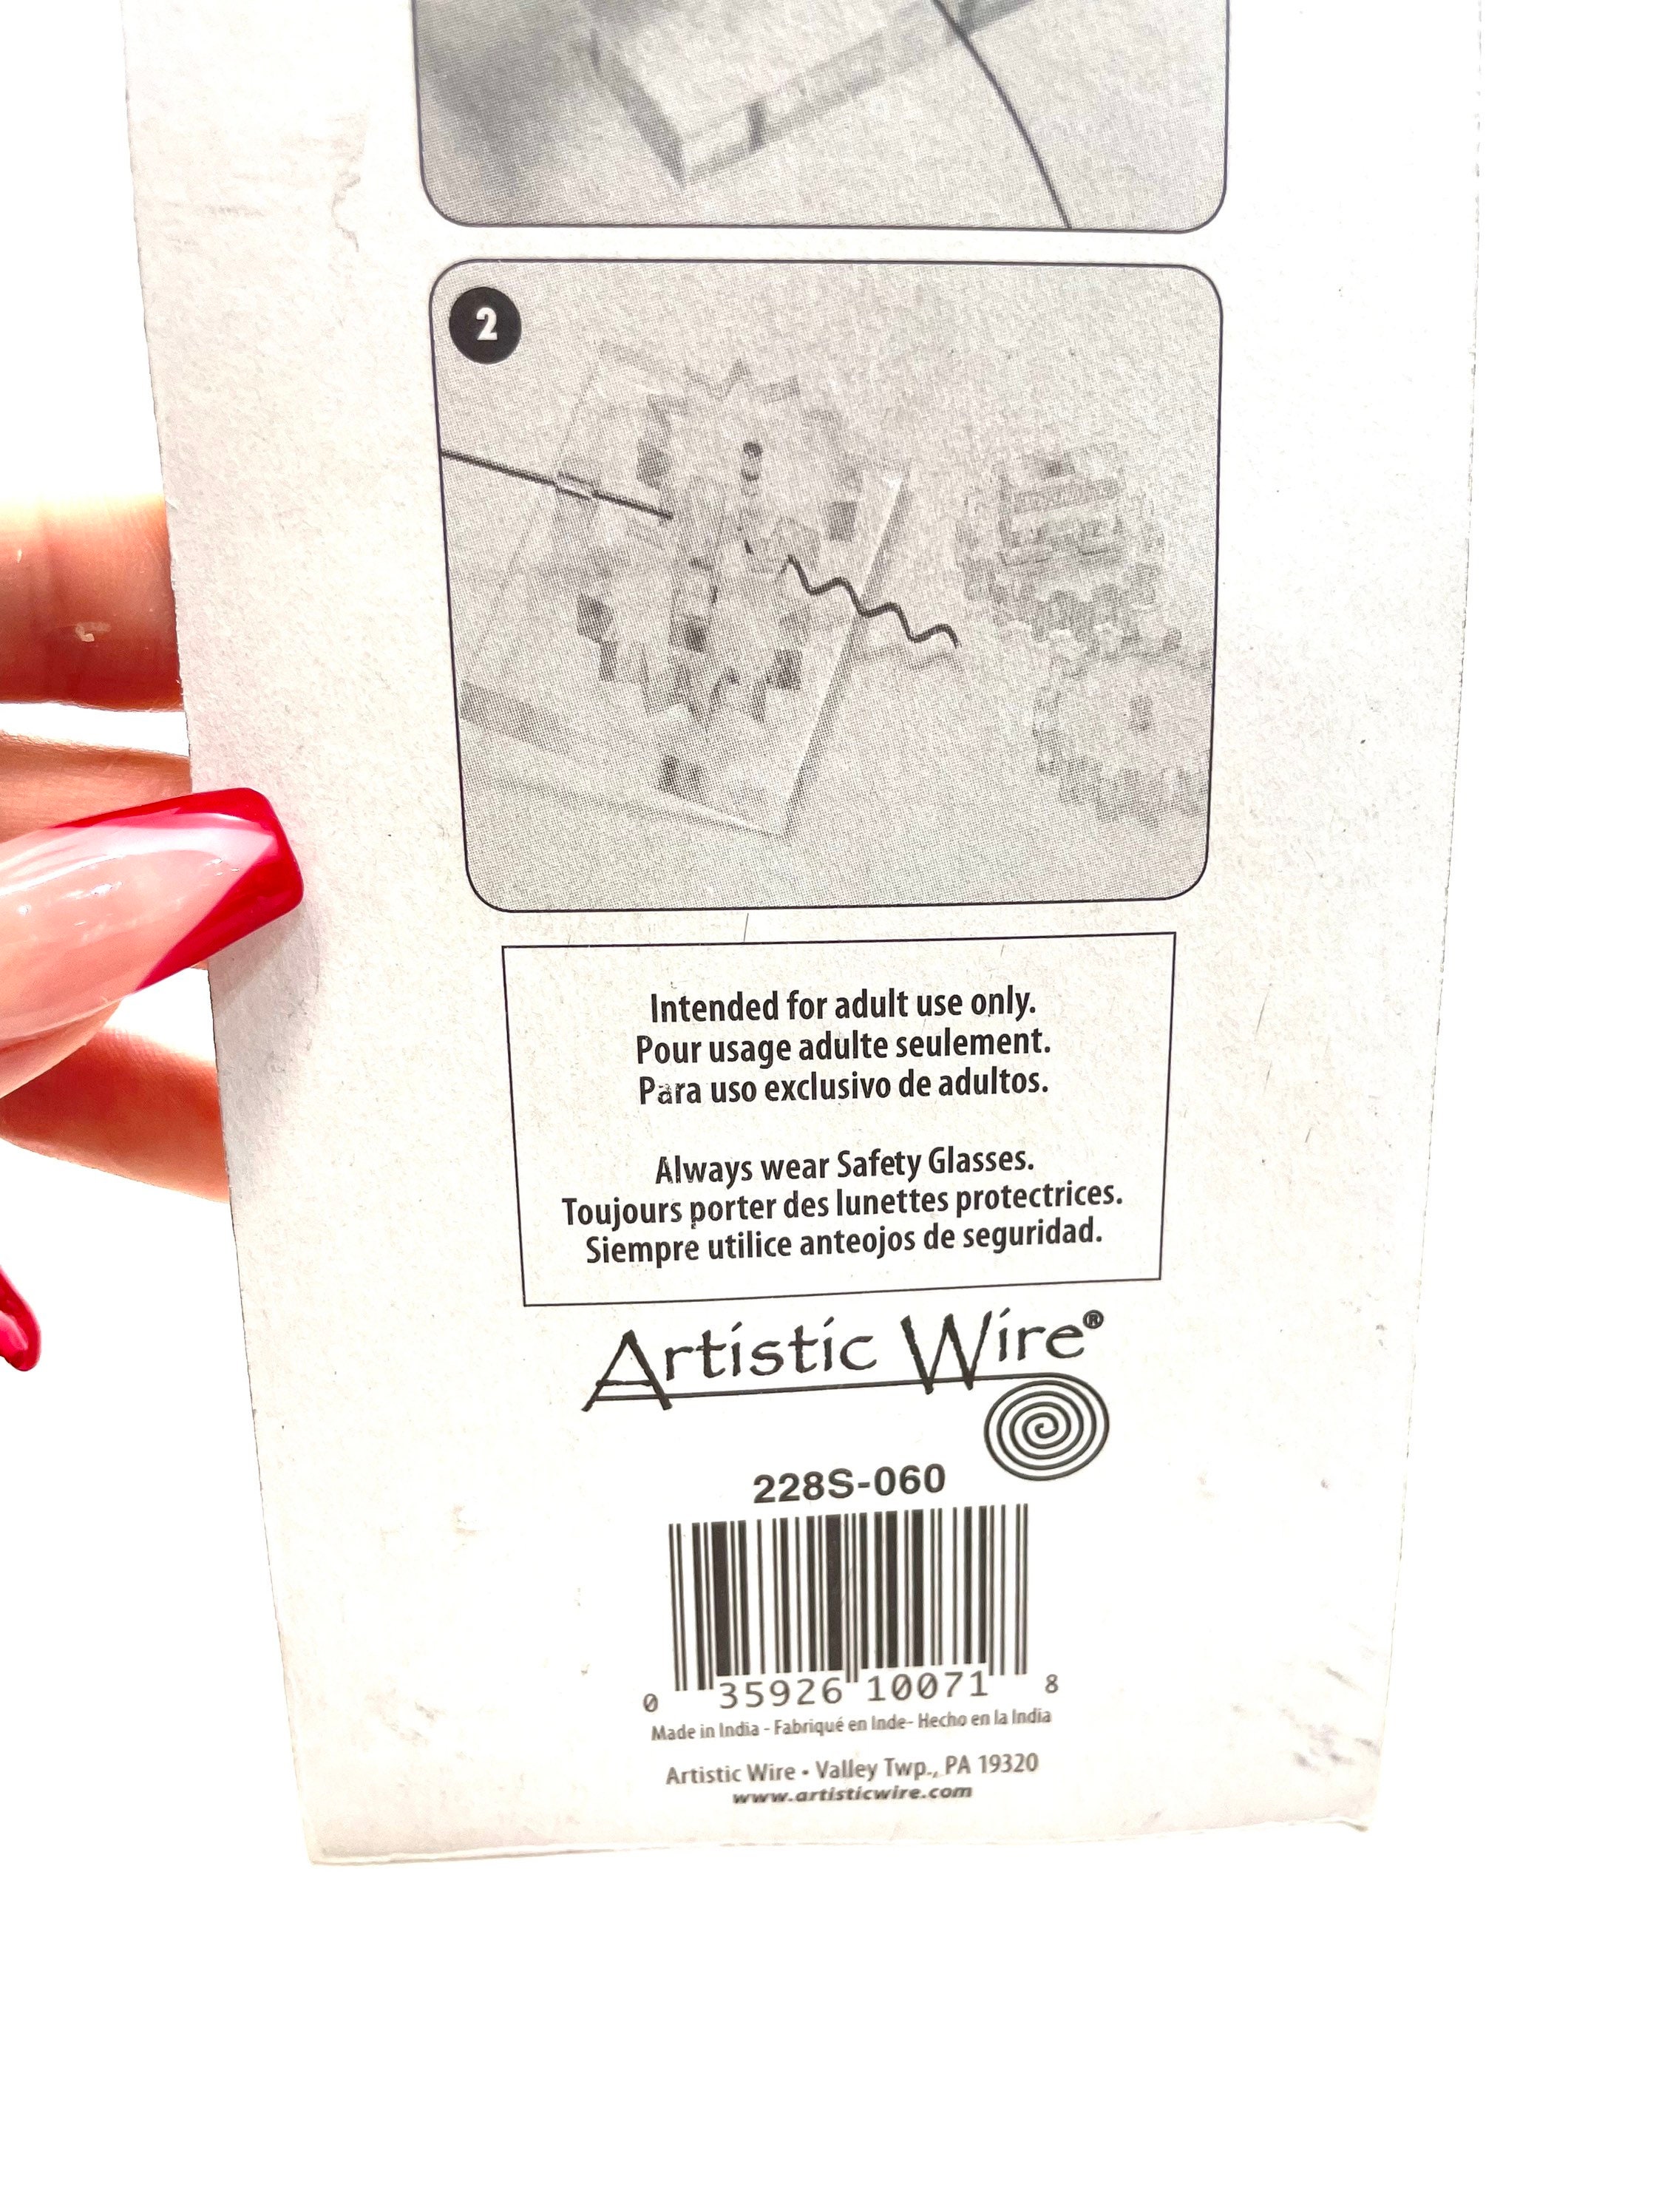 2
Intended for adult use only.
Pour usage adulte seulement.
Para uso exclusivo de adultos.
Always wear Safety Glasses.
Toujours porter des lunettes protectrices.
Siempre utilice anteojos de seguridad.
Artistic Wire®
228S-060
0 35926 10071 8
Made in India - Fabriqué en Inde- Hecho en la India
Artistic Wire • Valley Twp., PA 19320
www.artisticwire.com